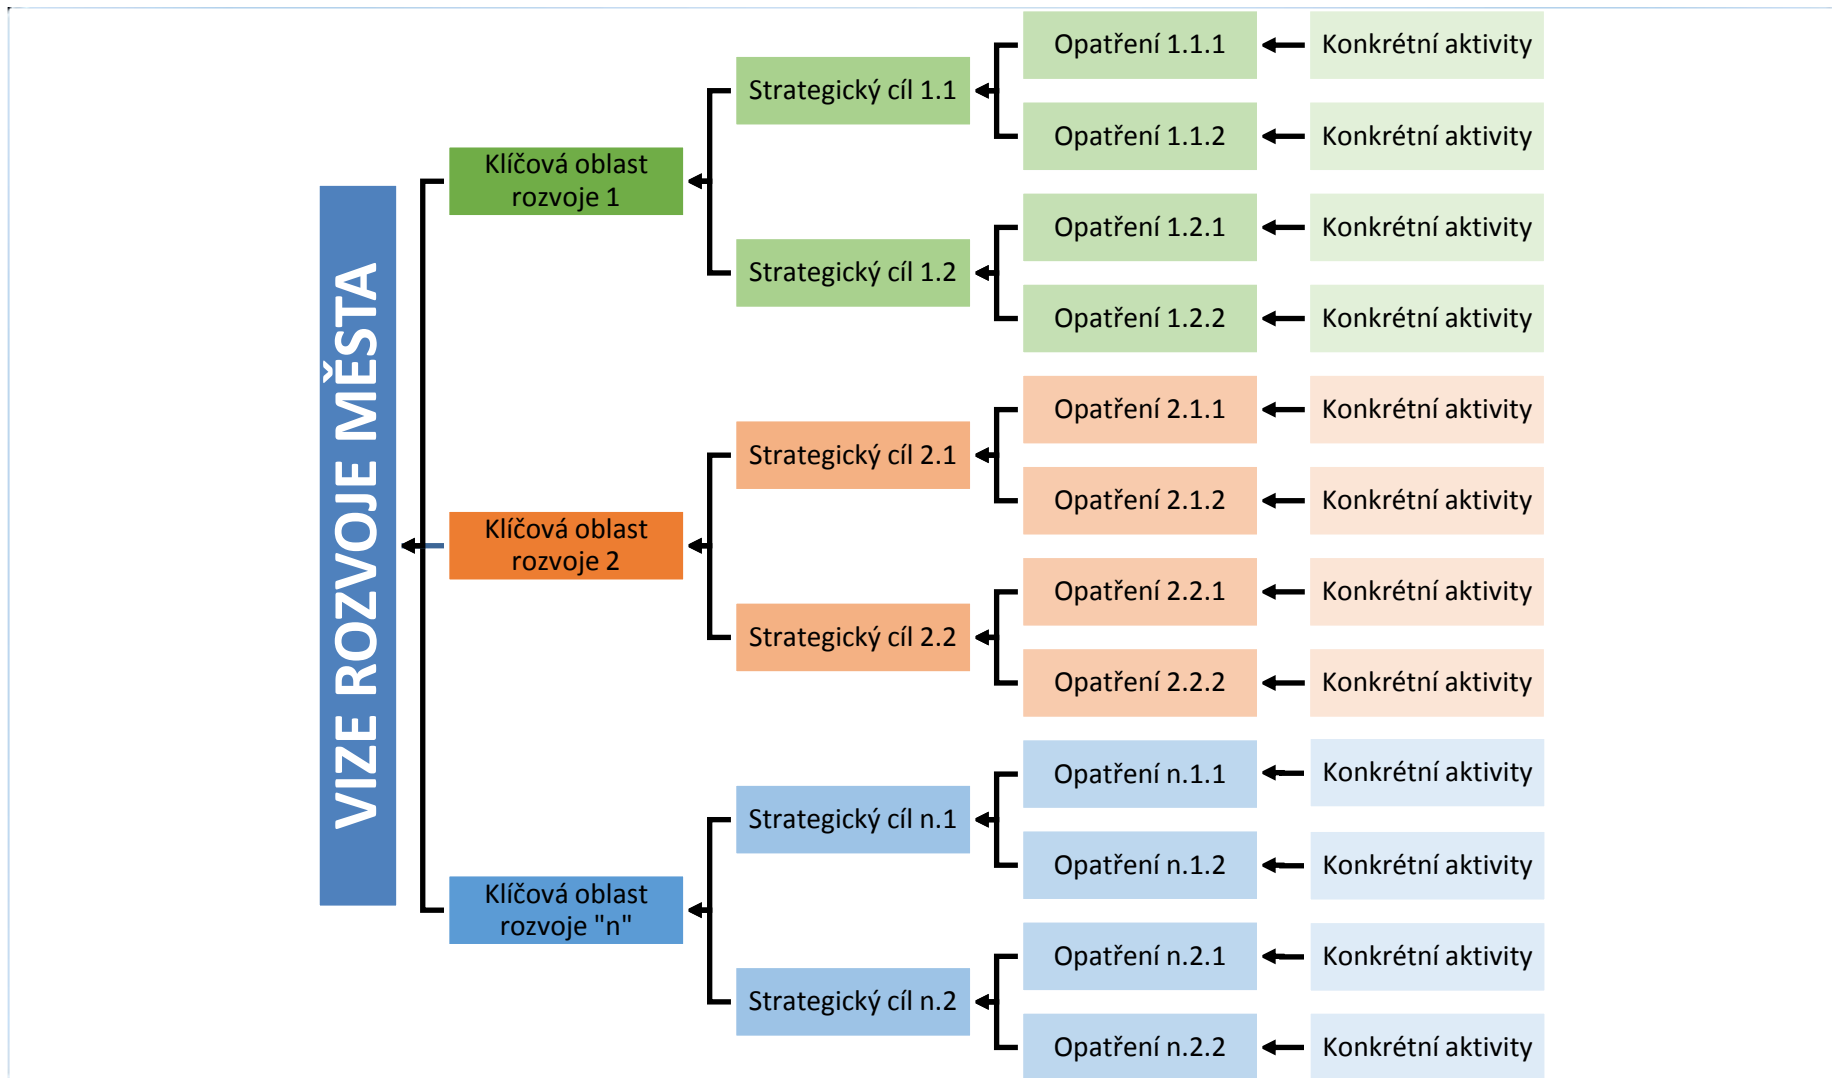 VIZE ROZVOJE MĚSTA
Klíčová oblast
rozvoje 1
Strategický cíl 1.1
Opatření 1.1.1
Konkrétní aktivity
Opatření 1.1.2
Konkrétní aktivity
Strategický cíl 1.2
Opatření 1.2.1
Konkrétní aktivity
Opatření 1.2.2
Konkrétní aktivity
Klíčová oblast
rozvoje 2
Strategický cíl 2.1
Opatření 2.1.1
Konkrétní aktivity
Opatření 2.1.2
Konkrétní aktivity
Strategický cíl 2.2
Opatření 2.2.1
Konkrétní aktivity
Opatření 2.2.2
Konkrétní aktivity
Klíčová oblast
rozvoje "n"
Strategický cíl n.1
Opatření n.1.1
Konkrétní aktivity
Opatření n.1.2
Konkrétní aktivity
Strategický cíl n.2
Opatření n.2.1
Konkrétní aktivity
Opatření n.2.2
Konkrétní aktivity